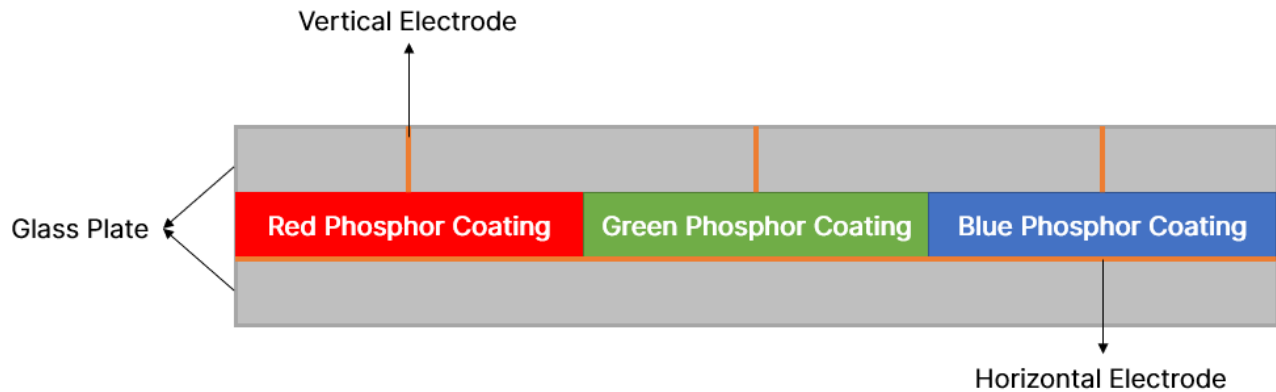 Vertical Electrode
Glass Plate
Red Phosphor Coating
Green Phosphor Coating
Blue Phosphor Coating
Horizontal Electrode